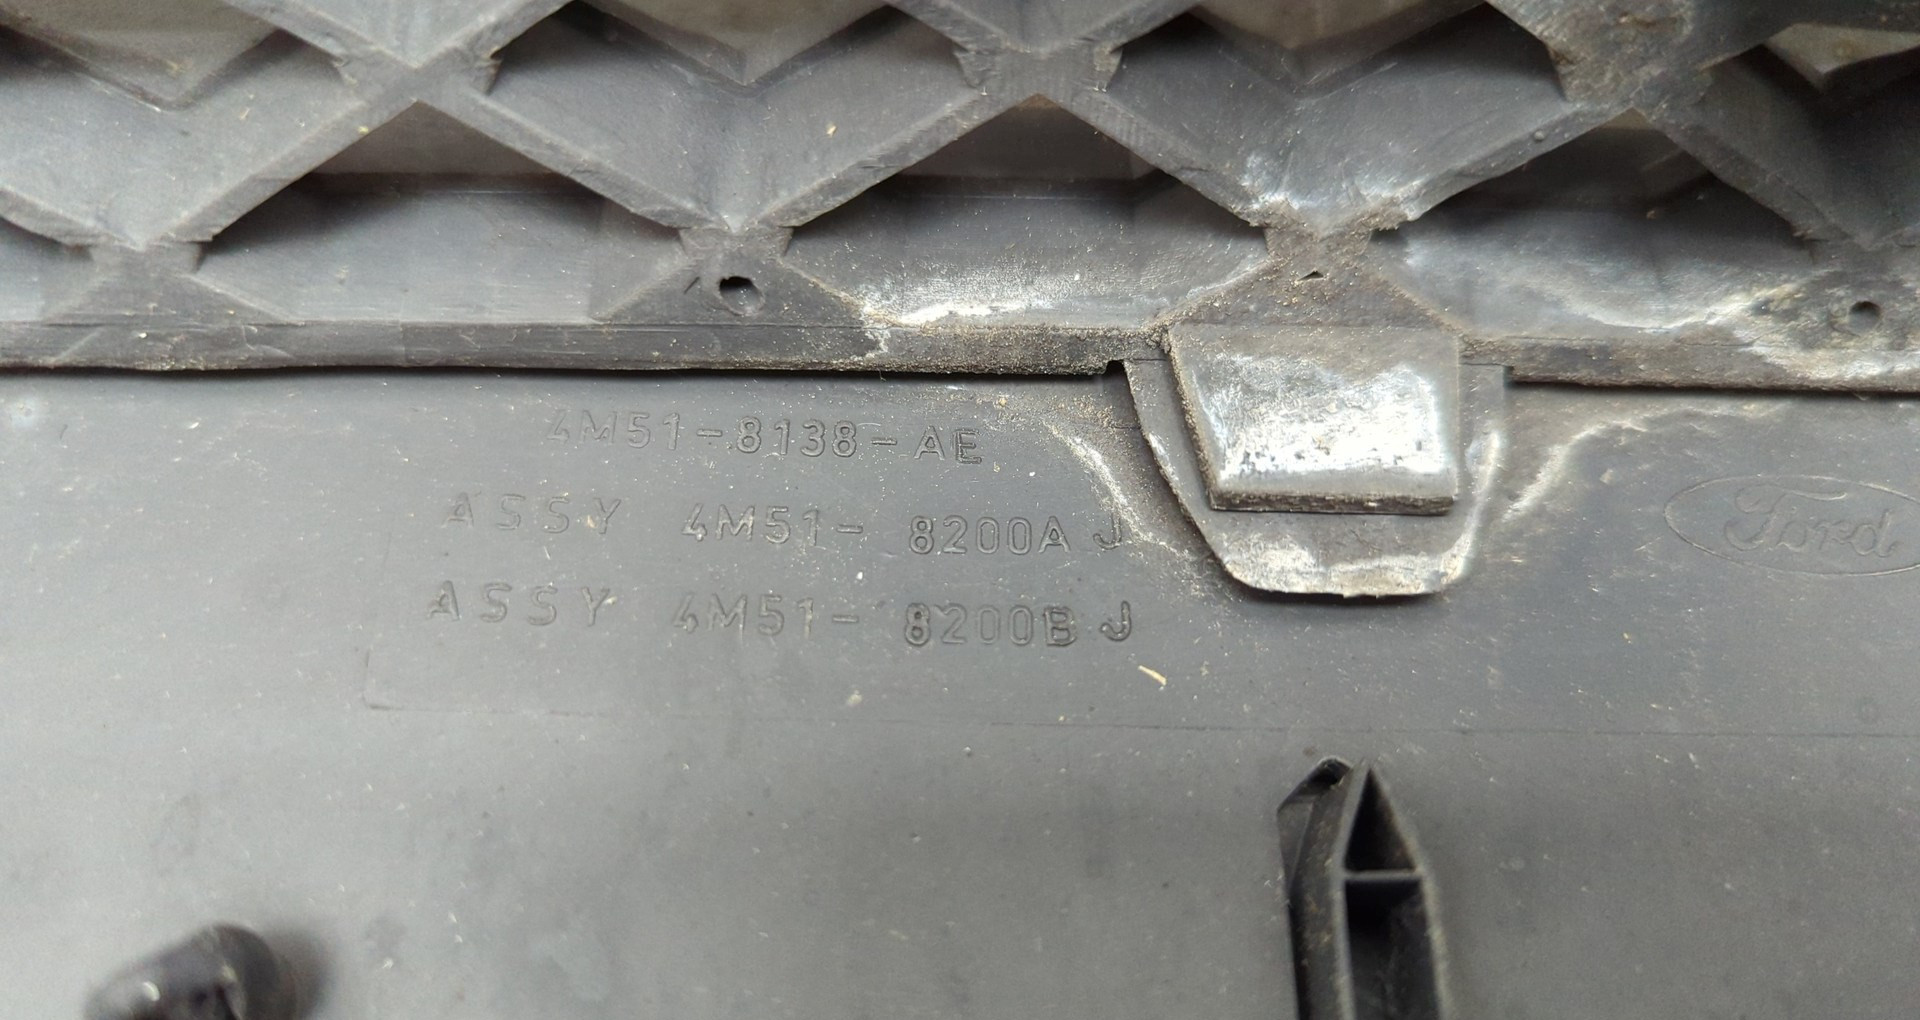 4M51-8138-AE
ASSY 4M51- 8200A J
ASSY 4M51- 8200B J
Ford